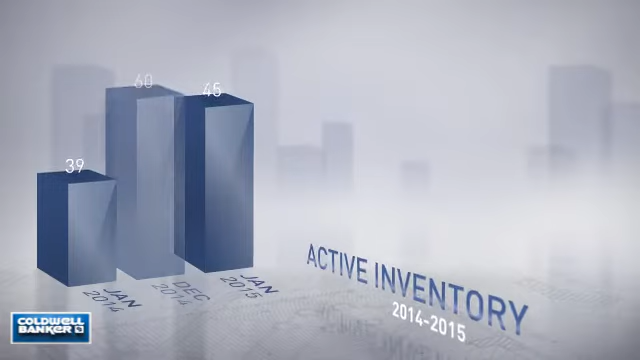 60
45
39
JAN
2014
DEC
2014
JAN
2015
ACTIVE INVENTORY
2014-2015
COLDWELL
BANKER